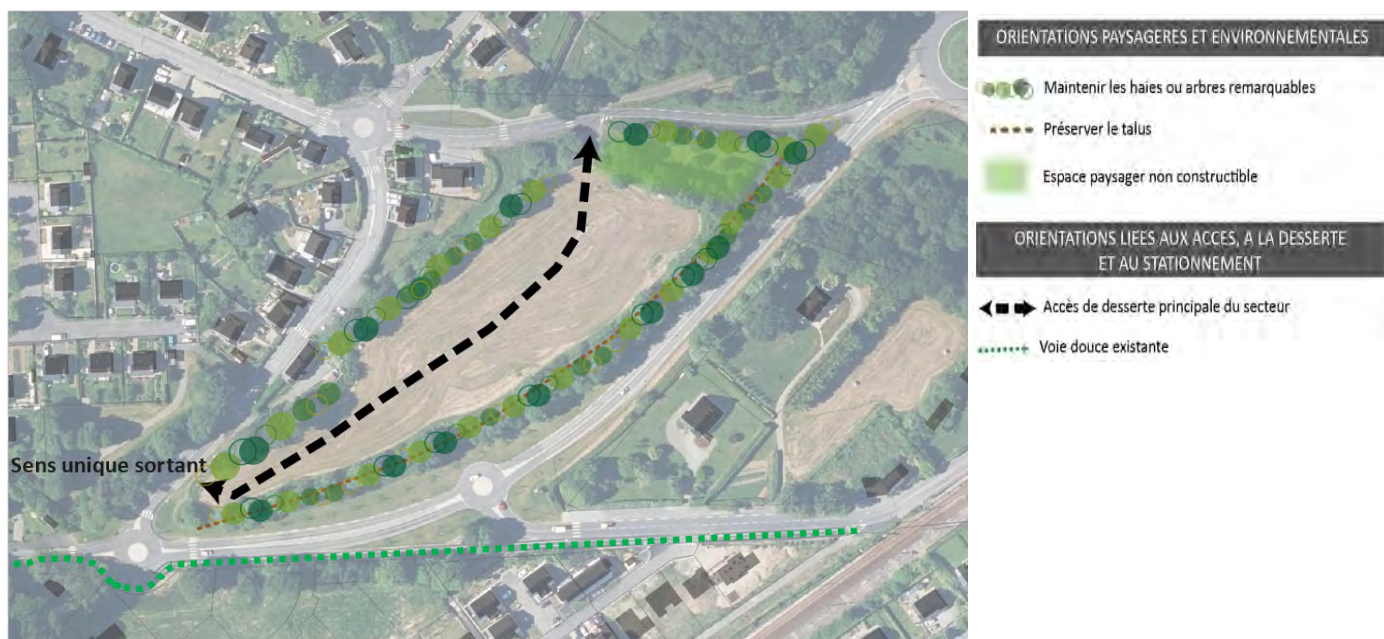 Sens unique sortant
ORIENTATIONS PAYSAGERES ET ENVIRONNEMENTALES
Maintenir les haies ou arbres remarquables
Préserver le talus
Espace paysager non constructible
ORIENTATIONS LIEES AUX ACCES, A LA DESSERTE
ET AU STATIONNEMENT
Accès de desserte principale du secteur
Voie douce existante